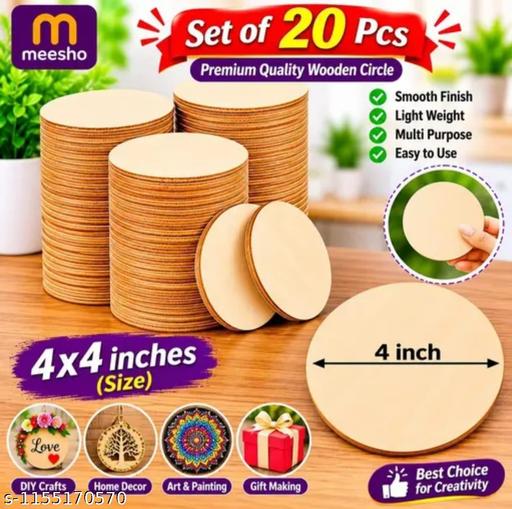 meesho
Set of 20 Pcs
Premium Quality Wooden Circle
Smooth Finish
Light Weight
Multi Purpose
Easy to Use
4x4 inches
(Size)
4 inch
Love
DIY Crafts
Home Decor
Art & Painting
Gift Making
Best Choice
for Creativity
s-1155170570